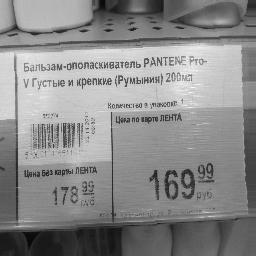 Бальзам-ополаскиватель PANTENE Pro-
V Густые и крепкие (Румыния) 200мл
Количество в упаковке 1
Цена по карте ЛЕНТА
Цена без карты ЛЕНТА
178 99 руб.
169 99 руб.